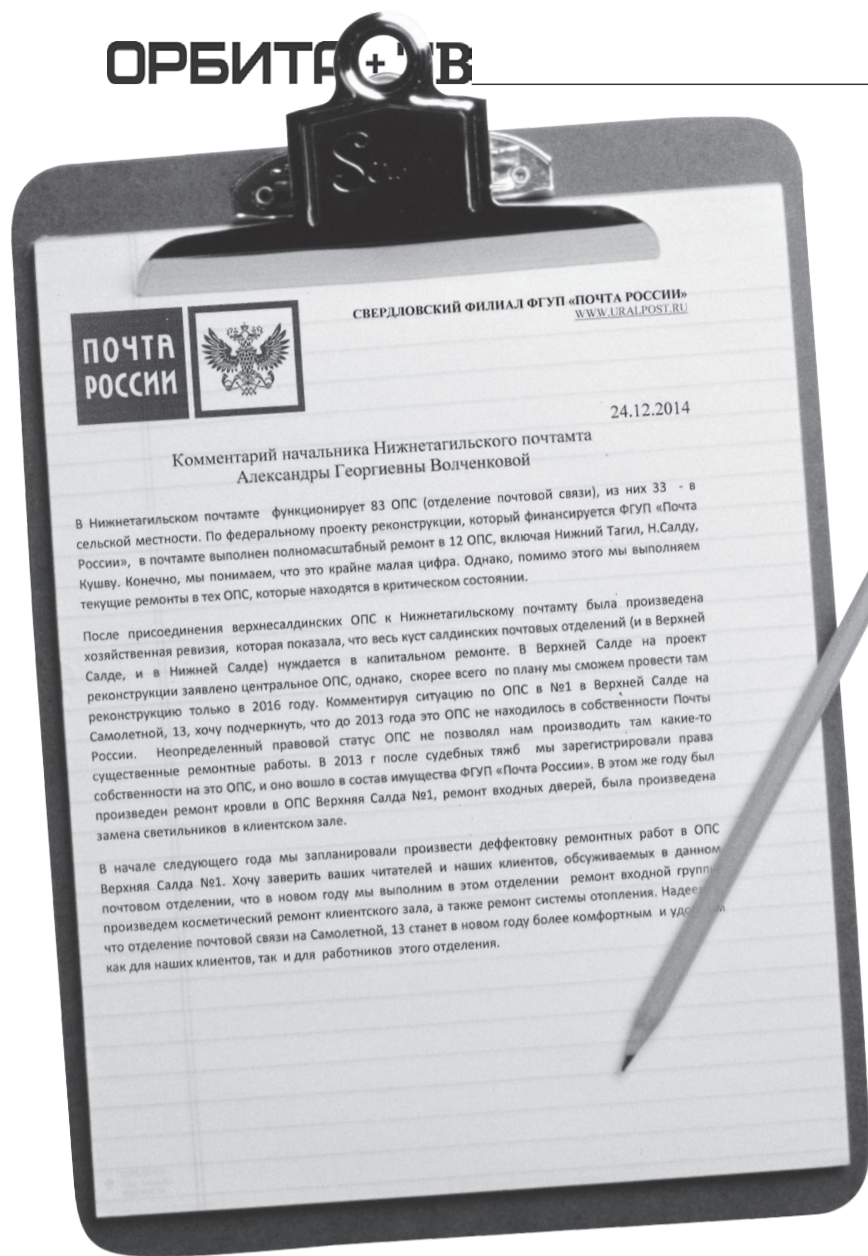 ОРБИТА + ТВ
ПОЧТА
РОССИИ
СВЕРДЛОВСКИЙ ФИЛИАЛ ФГУП «ПОЧТА РОССИИ»
WWW.URALPOST.RU
24.12.2014
Комментарий начальника Нижнетагильского почтамта
Александры Георгиевны Волченковой
В Нижнетагильском почтамте функционирует 83 ОПС (отделение почтовой связи), из них 33 - в
сельской местности. По федеральному проекту реконструкции, который финансируется ФГУП «Почта
России», в почтамте выполнен полномасштабный ремонт в 12 ОПС, включая Нижний Тагил, Н.Салду,
Кушву. Конечно, мы понимаем, что это крайне малая цифра. Однако, помимо этого мы выполняем
текущие ремонты в тех ОПС, которые находятся в критическом состоянии.
После присоединения верхнесалдинских ОПС к Нижнетагильскому почтамту была произведена
хозяйственная ревизия, которая показала, что весь куст салдинских почтовых отделений (и в Верхней
Салде, и в Нижней Салде) нуждается в капитальном ремонте. В Верхней Салде на проект
реконструкции заявлено центральное ОПС, однако, скорее всего по плану мы сможем провести там
реконструкцию только в 2016 году. Комментируя ситуацию по ОПС в №1 в Верхней Салде на
Самолетной, 13, хочу подчеркнуть, что до 2013 года это ОПС не находилось в собственности Почты
России. Неопределенный правовой статус ОПС не позволял нам производить там какие-то
существенные ремонтные работы. В 2013 г после судебных тяжб мы зарегистрировали права
собственности на это ОПС, и оно вошло в состав имущества ФГУП «Почта России». В этом же году был
произведен ремонт кровли в ОПС Верхняя Салда №1, ремонт входных дверей, была произведена
замена светильников в клиентском зале.
В начале следующего года мы запланировали произвести деффектовку ремонтных работ в ОПС
Верхняя Салда №1. Хочу заверить ваших читателей и наших клиентов, обслуживаемых в данном
почтовом отделении, что в новом году мы выполним в этом отделении ремонт входной
произведем косметический ремонт клиентского зала, а также ремонт системы отопления.
что отделение почтовой связи на Самолетной, 13 станет в новом году более комфортным и
как для наших клиентов, так и для работников этого отделения.